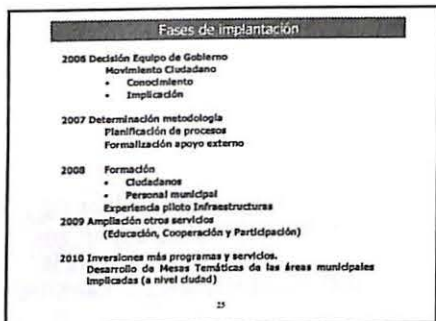 Fases de implantación
2006 Decisión Equipo de Gobierno
Movimiento Ciudadano
• Conocimiento
• Implicación
2007 Determinación metodología
Planificación de procesos
Formalización apoyo externo
2008 Formación
• Ciudadanos
• Personal municipal
Experiencia piloto Infraestructuras
2009 Ampliación otros servicios
(Educación, Cooperación y Participación)
2010 Inversiones más programas y servicios.
Desarrollo de Mesas Temáticas de las áreas municipales
implicadas (a nivel ciudad)
25